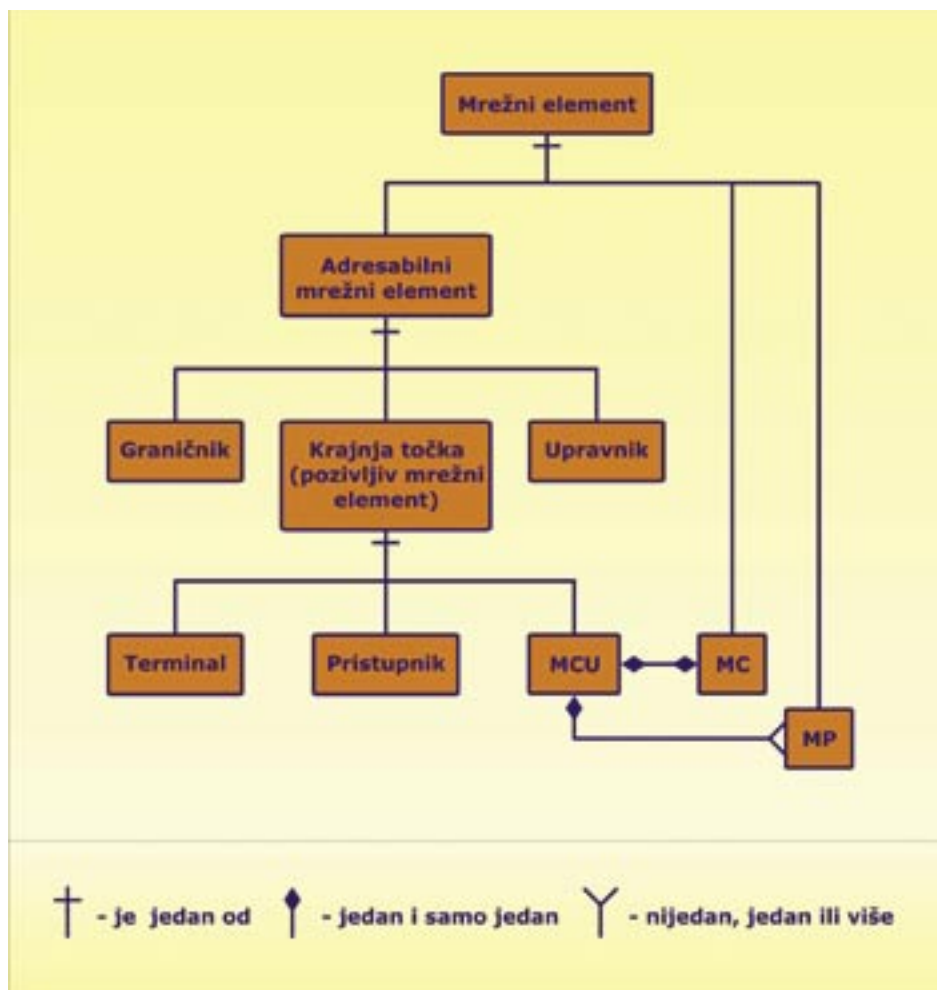 Mrežni element
Adresabilni
mrežni element
Graničnik
Krajnja točka
(pozivljiv mrežni
element)
Upravnik
Terminal
Pristupnik
MCU
MC
MP
- je jedan od
- jedan i samo jedan
- nijedan, jedan ili više